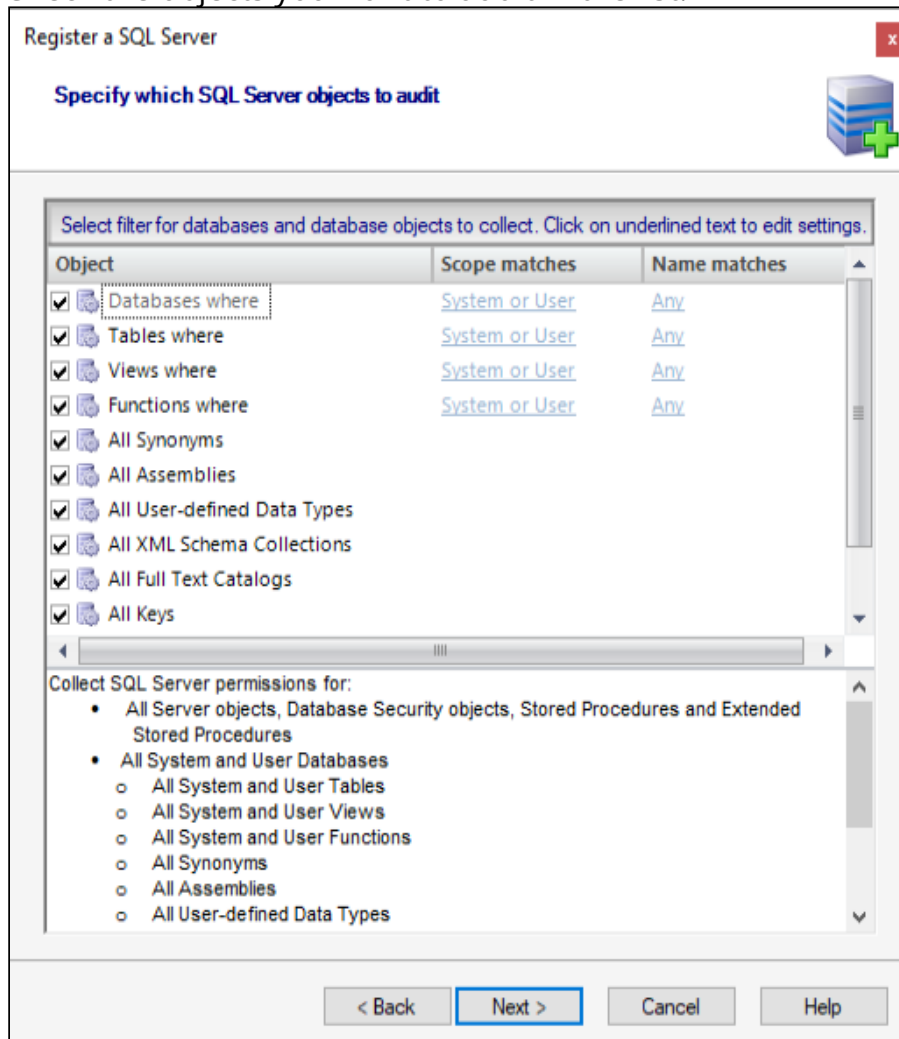 Register a SQL Server
x
Specify which SQL Server objects to audit
Select filter for databases and database objects to collect. Click on underlined text to edit settings.
Object Scope matches Name matches
Databases where System or User Any
Tables where System or User Any
Views where System or User Any
Functions where System or User Any
All Synonyms
All Assemblies
All User-defined Data Types
All XML Schema Collections
All Full Text Catalogs
All Keys
Collect SQL Server permissions for:
• All Server objects, Database Security objects, Stored Procedures and Extended
Stored Procedures
• All System and User Databases
o All System and User Tables
o All System and User Views
o All System and User Functions
o All Synonyms
o All Assemblies
o All User-defined Data Types
< Back Next > Cancel Help